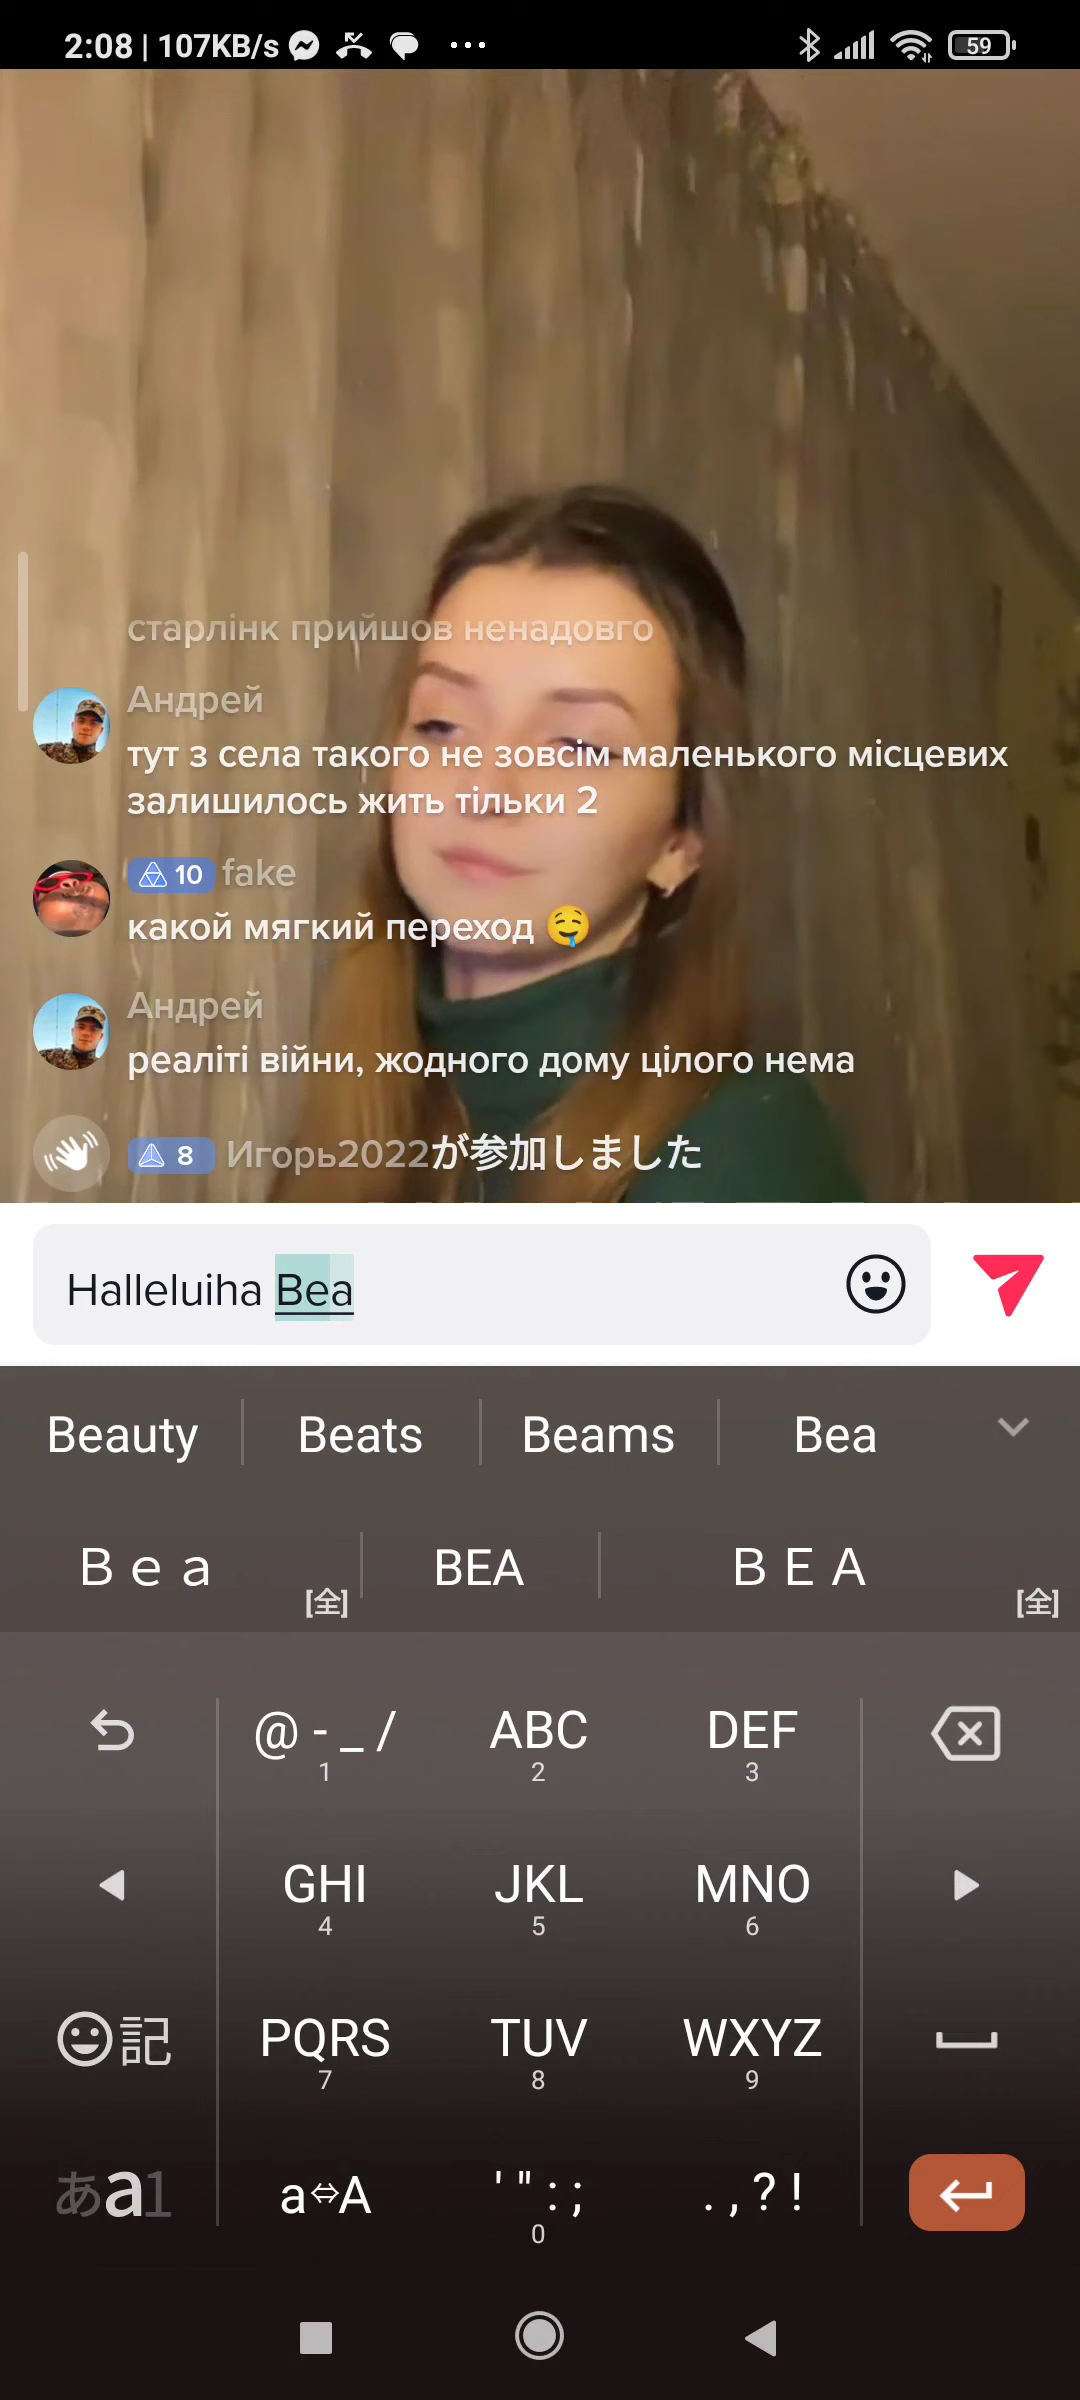 2:08 | 107KB/s 59
старлінк прийшов ненадовго
Андрей
тут з села такого не зовсім маленького місцевих
залишилось жить тільки 2
10 fake
какой мягкий переход 🤤
Андрей
реаліті війни, жодного дому цілого нема
8 Игорь2022が参加しました
Halleluiha Bea
Beauty Beats Beams Bea
Ｂｅａ [全] BEA ＢＥＡ [全]
@ - _ / ABC DEF
1 2 3
GHI JKL MNO
4 5 6
記 PQRS TUV WXYZ
7 8 9
あa1 a⇔A ' " : ; . , ? !
0